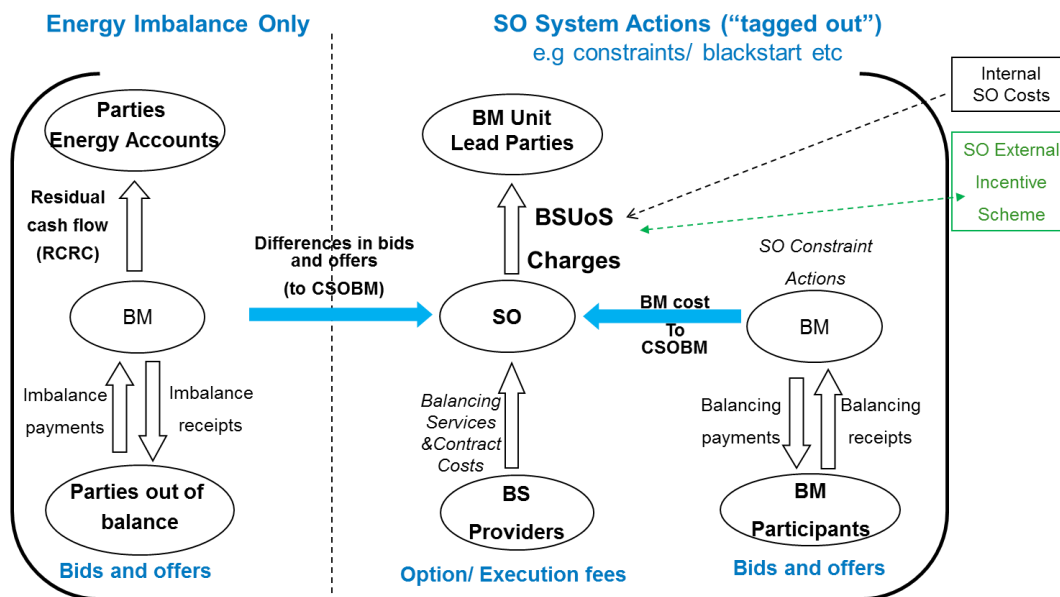 Energy Imbalance Only
SO System Actions (“tagged out”)
e.g constraints/ blackstart etc
Parties
Energy Accounts
Residual
cash flow
(RCRC)
BM
Imbalance
payments
Imbalance
receipts
Parties out of
balance
Bids and offers
Differences in bids
and offers
(to CSOBM)
BM Unit
Lead Parties
BSUoS
Charges
SO
Balancing
Services
&Contract
Costs
BS
Providers
Option/ Execution fees
Internal
SO Costs
SO External
Incentive
Scheme
SO Constraint
Actions
BM cost
To
CSOBM
BM
Balancing
payments
Balancing
receipts
BM
Participants
Bids and offers